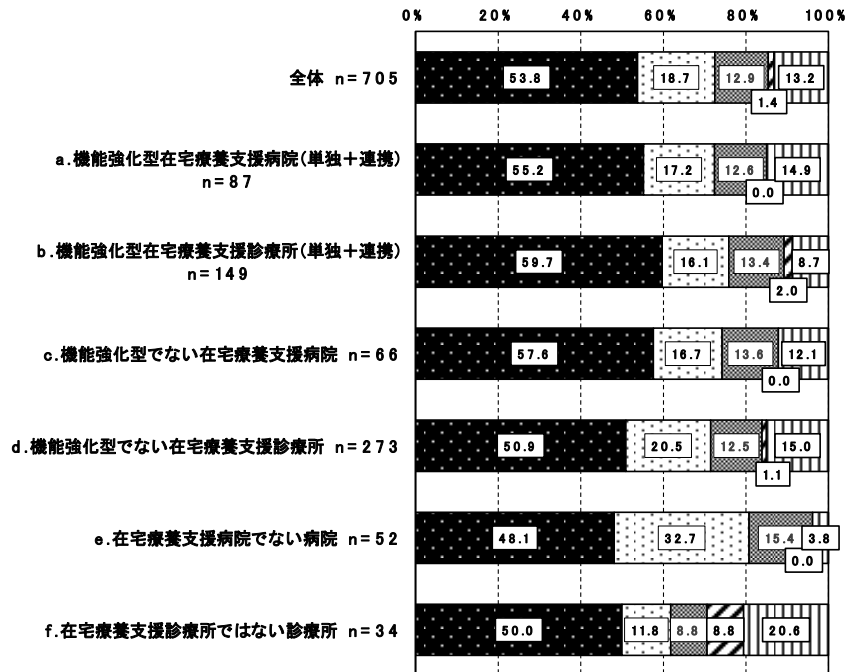 0% 20% 40% 60% 80% 100%
全体 n=705
53.8 18.7 12.9 1.4 13.2
a.機能強化型在宅療養支援病院(単独+連携)
n=87
55.2 17.2 12.6 0.0 14.9
b.機能強化型在宅療養支援診療所(単独+連携)
n=149
59.7 16.1 13.4 2.0 8.7
c.機能強化型でない在宅療養支援病院 n=66
57.6 16.7 13.6 0.0 12.1
d.機能強化型でない在宅療養支援診療所 n=273
50.9 20.5 12.5 1.1 15.0
e.在宅療養支援病院でない病院 n=52
48.1 32.7 15.4 0.0 3.8
f.在宅療養支援診療所ではない診療所 n=34
50.0 11.8 8.8 8.8 20.6